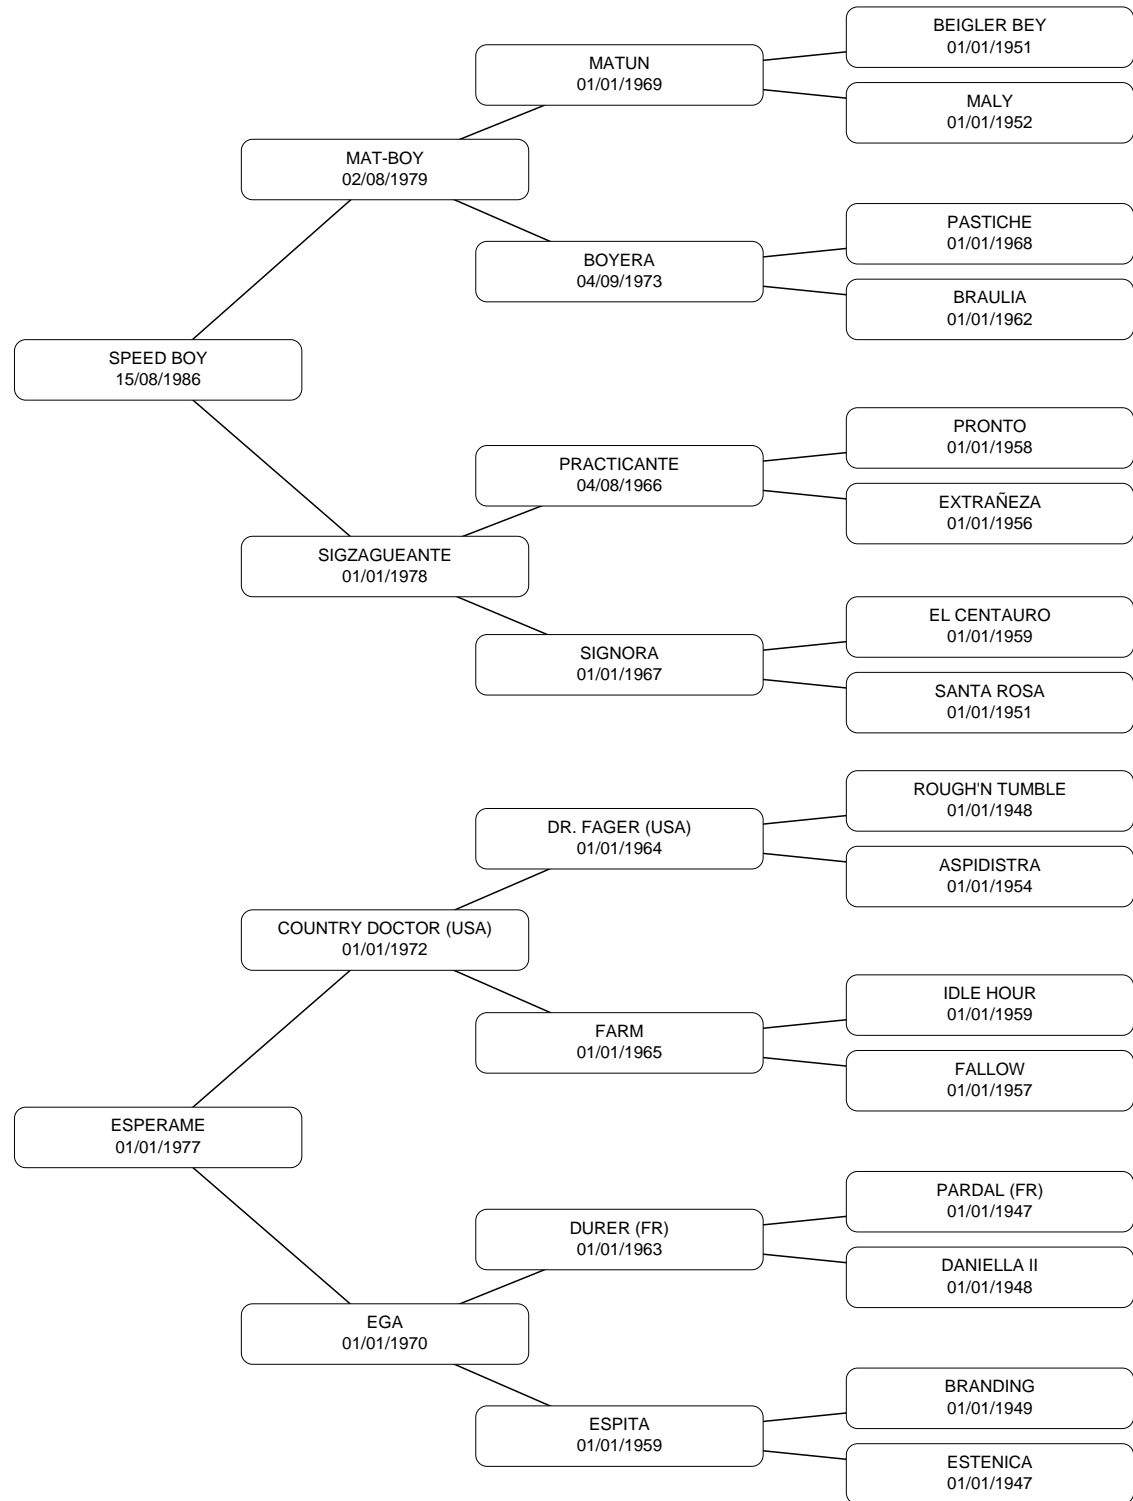 BEIGLER BEY
01/01/1951
MATUN
01/01/1969
MALY
01/01/1952
MAT-BOY
02/08/1979
PASTICHE
01/01/1968
BOYERA
04/09/1973
BRAULIA
01/01/1962
SPEED BOY
15/08/1986
PRONTO
01/01/1958
PRACTICANTE
04/08/1966
EXTRAÑEZA
01/01/1956
SIGZAGUEANTE
01/01/1978
EL CENTAURO
01/01/1959
SIGNORA
01/01/1967
SANTA ROSA
01/01/1951
ROUGH'N TUMBLE
01/01/1948
DR. FAGER (USA)
01/01/1964
ASPIDISTRA
01/01/1954
COUNTRY DOCTOR (USA)
01/01/1972
IDLE HOUR
01/01/1959
FARM
01/01/1965
FALLOW
01/01/1957
ESPERAME
01/01/1977
PARDAL (FR)
01/01/1947
DURER (FR)
01/01/1963
DANIELLA II
01/01/1948
EGA
01/01/1970
BRANDING
01/01/1949
ESPITA
01/01/1959
ESTENICA
01/01/1947